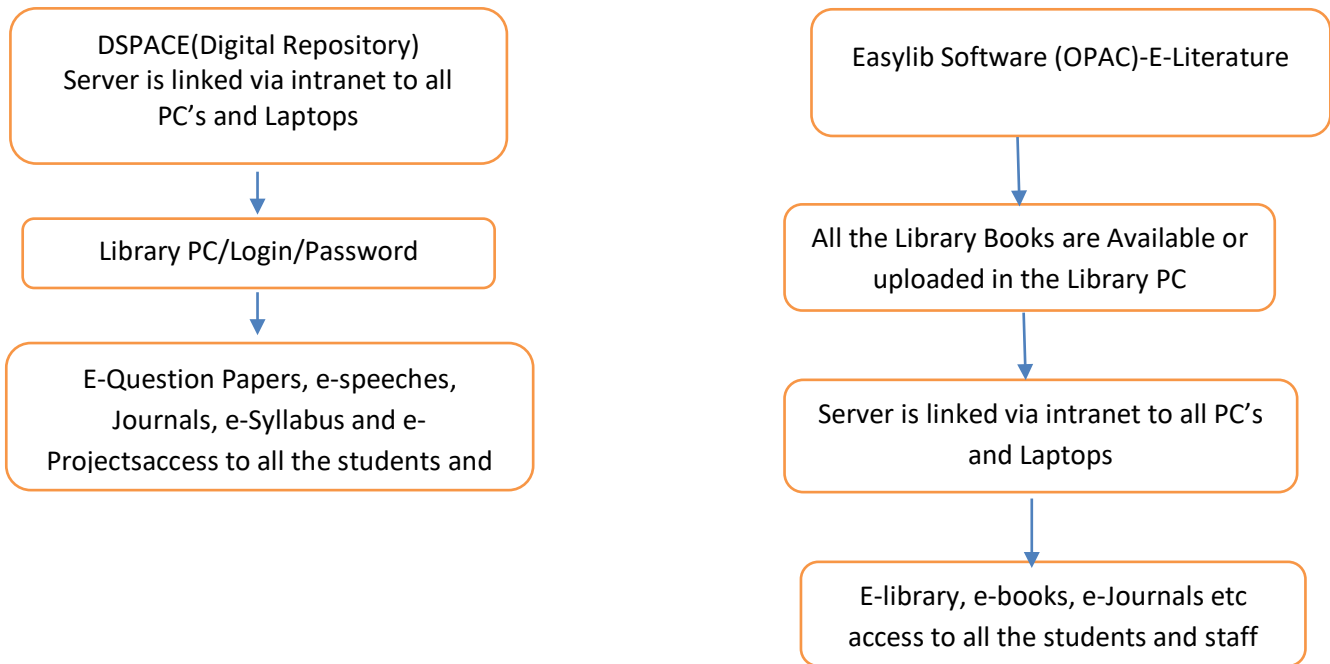 DSPACE(Digital Repository)
Server is linked via intranet to all
PC's and Laptops
Library PC/Login/Password
E-Question Papers, e-speeches,
Journals, e-Syllabus and e-
Projectsaccess to all the students and
Easylib Software (OPAC)-E-Literature
All the Library Books are Available or
uploaded in the Library PC
Server is linked via intranet to all PC's
and Laptops
E-library, e-books, e-Journals etc
access to all the students and staff